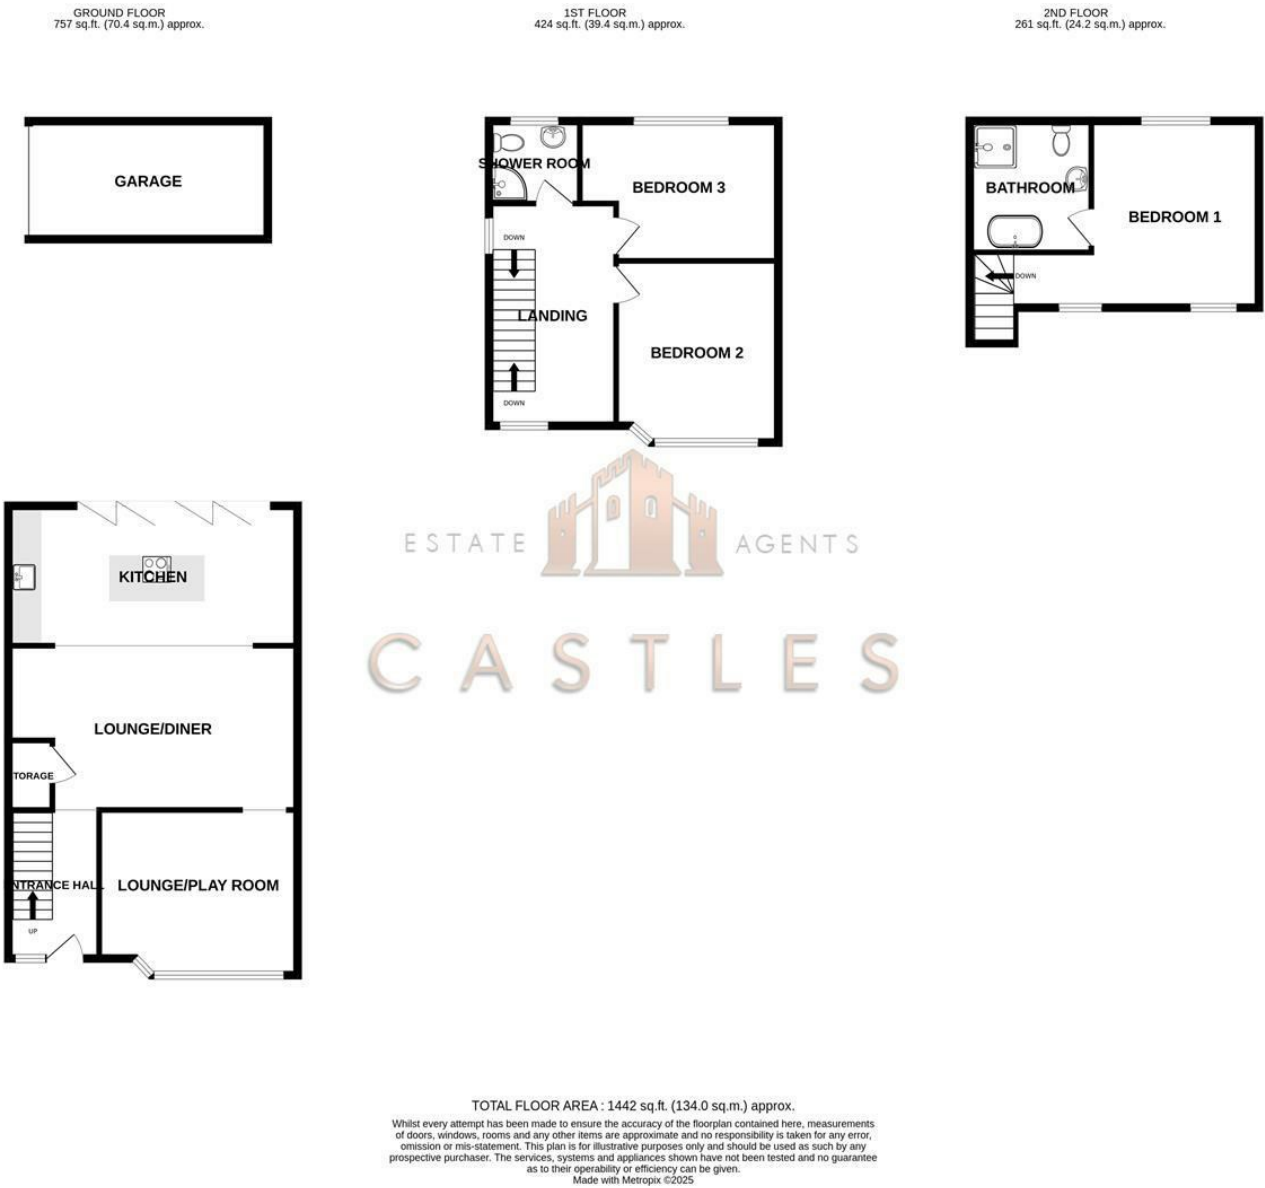 GROUND FLOOR
757 sq.ft. (70.4 sq.m.) approx.
1ST FLOOR
424 sq.ft. (39.4 sq.m.) approx.
2ND FLOOR
261 sq.ft. (24.2 sq.m.) approx.
GARAGE
SHOWER ROOM
BEDROOM 3
DOWN
LANDING
BEDROOM 2
DOWN
BATHROOM
BEDROOM 1
DOWN
KITCHEN
LOUNGE/DINER
TORAGE
ENTRANCE HALL
LOUNGE/PLAY ROOM
UP
ESTATE AGENTS
CASTLES
TOTAL FLOOR AREA : 1442 sq.ft. (134.0 sq.m.) approx.
Whilst every attempt has been made to ensure the accuracy of the floorplan contained here, measurements
of doors, windows, rooms and any other items are approximate and no responsibility is taken for any error,
omission or mis-statement. This plan is for illustrative purposes only and should be used as such by any
prospective purchaser. The services, systems and appliances shown have not been tested and no guarantee
as to their operability or efficiency can be given.
Made with Metropix ©2025